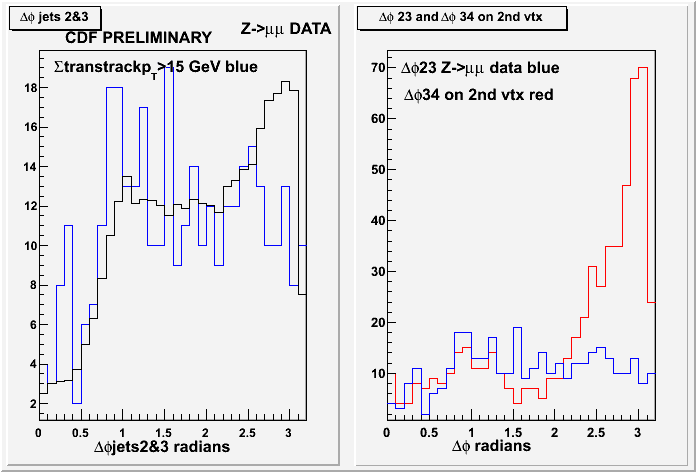 Δϕ jets 2&3
CDF PRELIMINARY
Z->μμ DATA
Σtranstrackp_T>15 GeV blue
18
16
14
12
10
8
6
4
2
0 0.5 1 1.5 2 2.5 3
Δϕjets2&3 radians
Δϕ 23 and Δϕ 34 on 2nd vtx
Δϕ23 Z->μμ data blue
Δϕ34 on 2nd vtx red
70
60
50
40
30
20
10
0 0.5 1 1.5 2 2.5 3
Δϕ radians